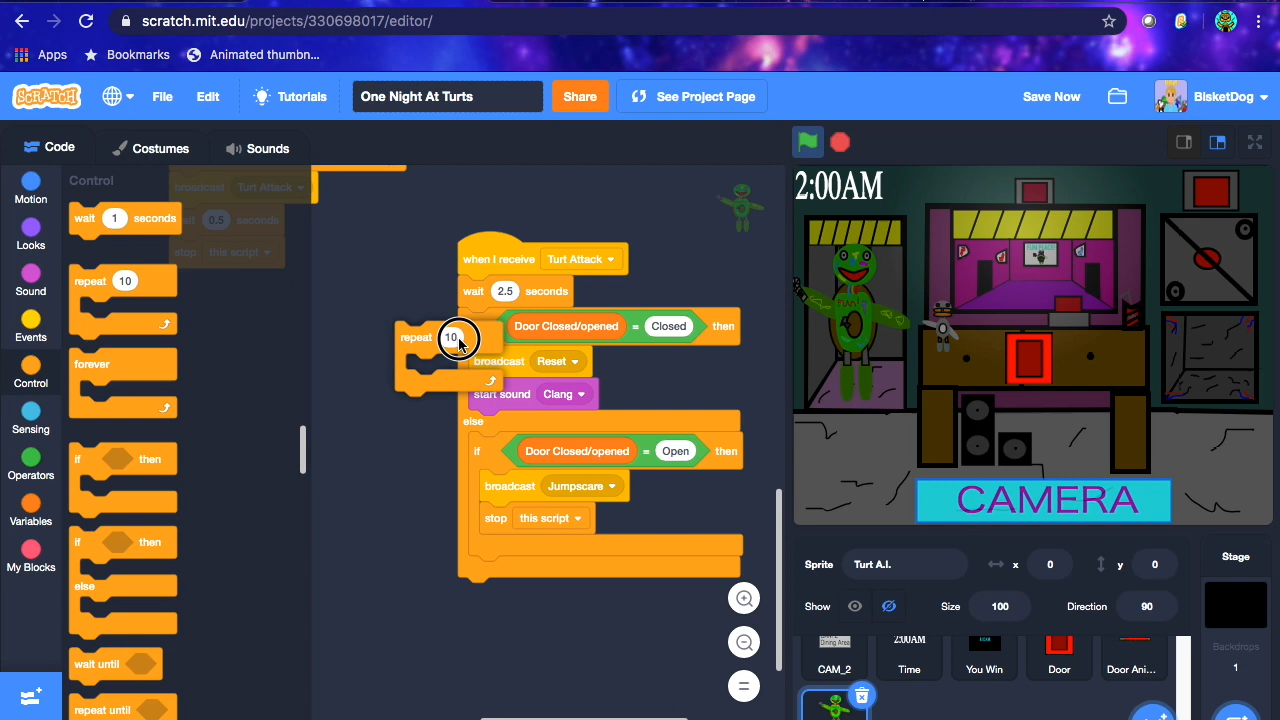 scratch.mit.edu/projects/330698017/editor/
Apps
Bookmarks
Animated thumbn...
SCRATCH
File
Edit
Tutorials
One Night At Turts
Share
See Project Page
Save Now
BisketDog
Code
Costumes
Sounds
Motion
Looks
Sound
Events
Control
Sensing
Operators
Variables
My Blocks
Control
wait 1 seconds
repeat 10
forever
if then
if then
else
wait until
repeat until
broadcast Turt Attack
wait 0.5 seconds
stop this script
when I receive Turt Attack
wait 2.5 seconds
Door Closed/opened = Closed then
repeat 10
broadcast Reset
start sound Clang
else
if Door Closed/opened = Open then
broadcast Jumpscare
stop this script
2:00AM
CAMERA
Sprite Turt A.I. x 0 y 0
Show Size 100 Direction 90
CAM_2
Time
You Win
Door
Door Ani...
Dining Area
2:00AM
Stage
Backdrops
1